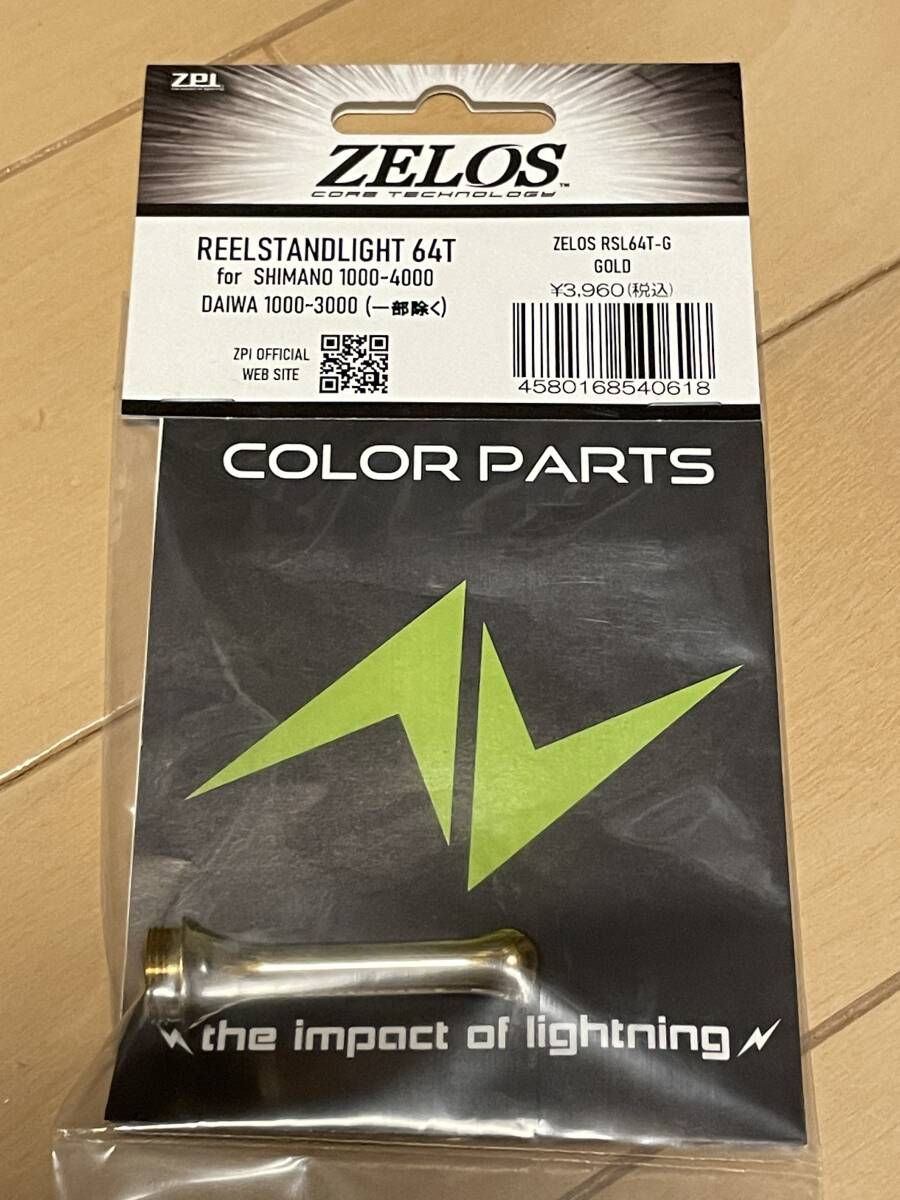 ZPI
ZELOS™
CORE TECHNOLOGY
REELSTANDLIGHT 64T
for SHIMANO 1000-4000
DAIWA 1000-3000 (一部除く)
ZPI OFFICIAL
WEB SITE
ZELOS RSL64T-G
GOLD
¥3,960(税込)
4580168540618
COLOR PARTS
the impact of lightning